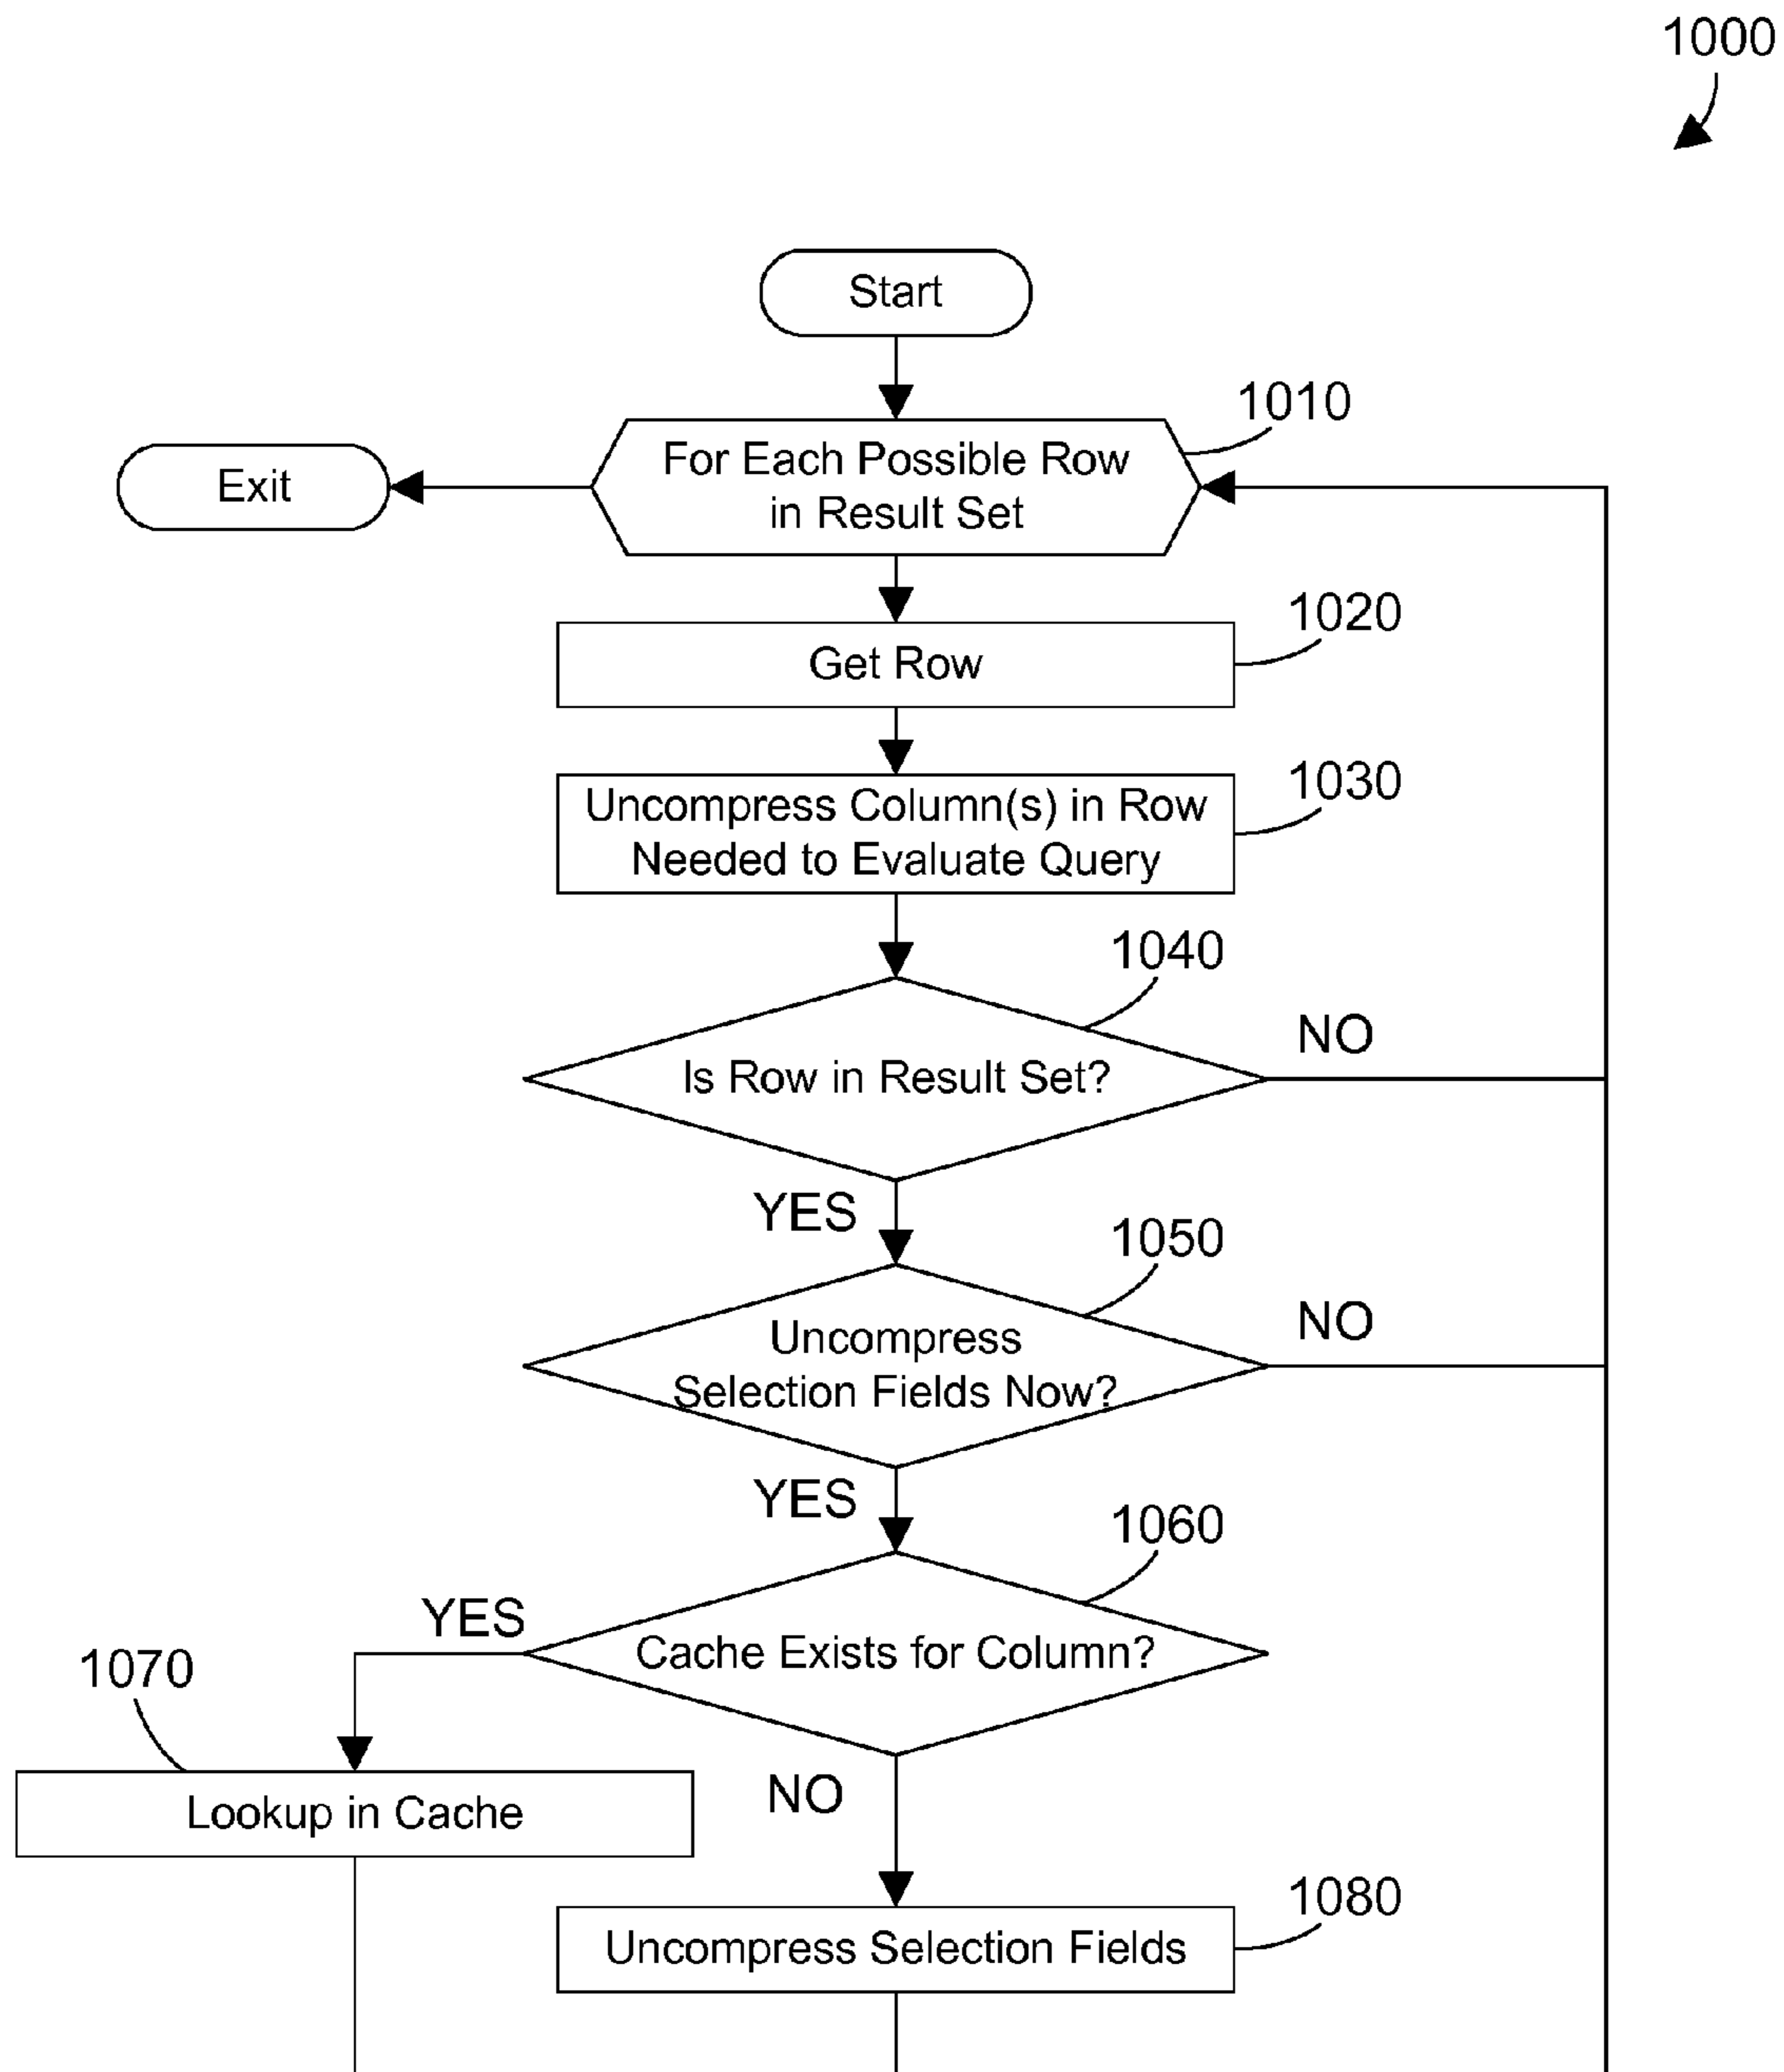 1000
Start
1010
For Each Possible Row
in Result Set
Exit
1020
Get Row
1030
Uncompress Column(s) in Row
Needed to Evaluate Query
1040
NO
Is Row in Result Set?
YES
1050
NO
Uncompress
Selection Fields Now?
YES
1060
YES
Cache Exists for Column?
1070
NO
Lookup in Cache
1080
Uncompress Selection Fields